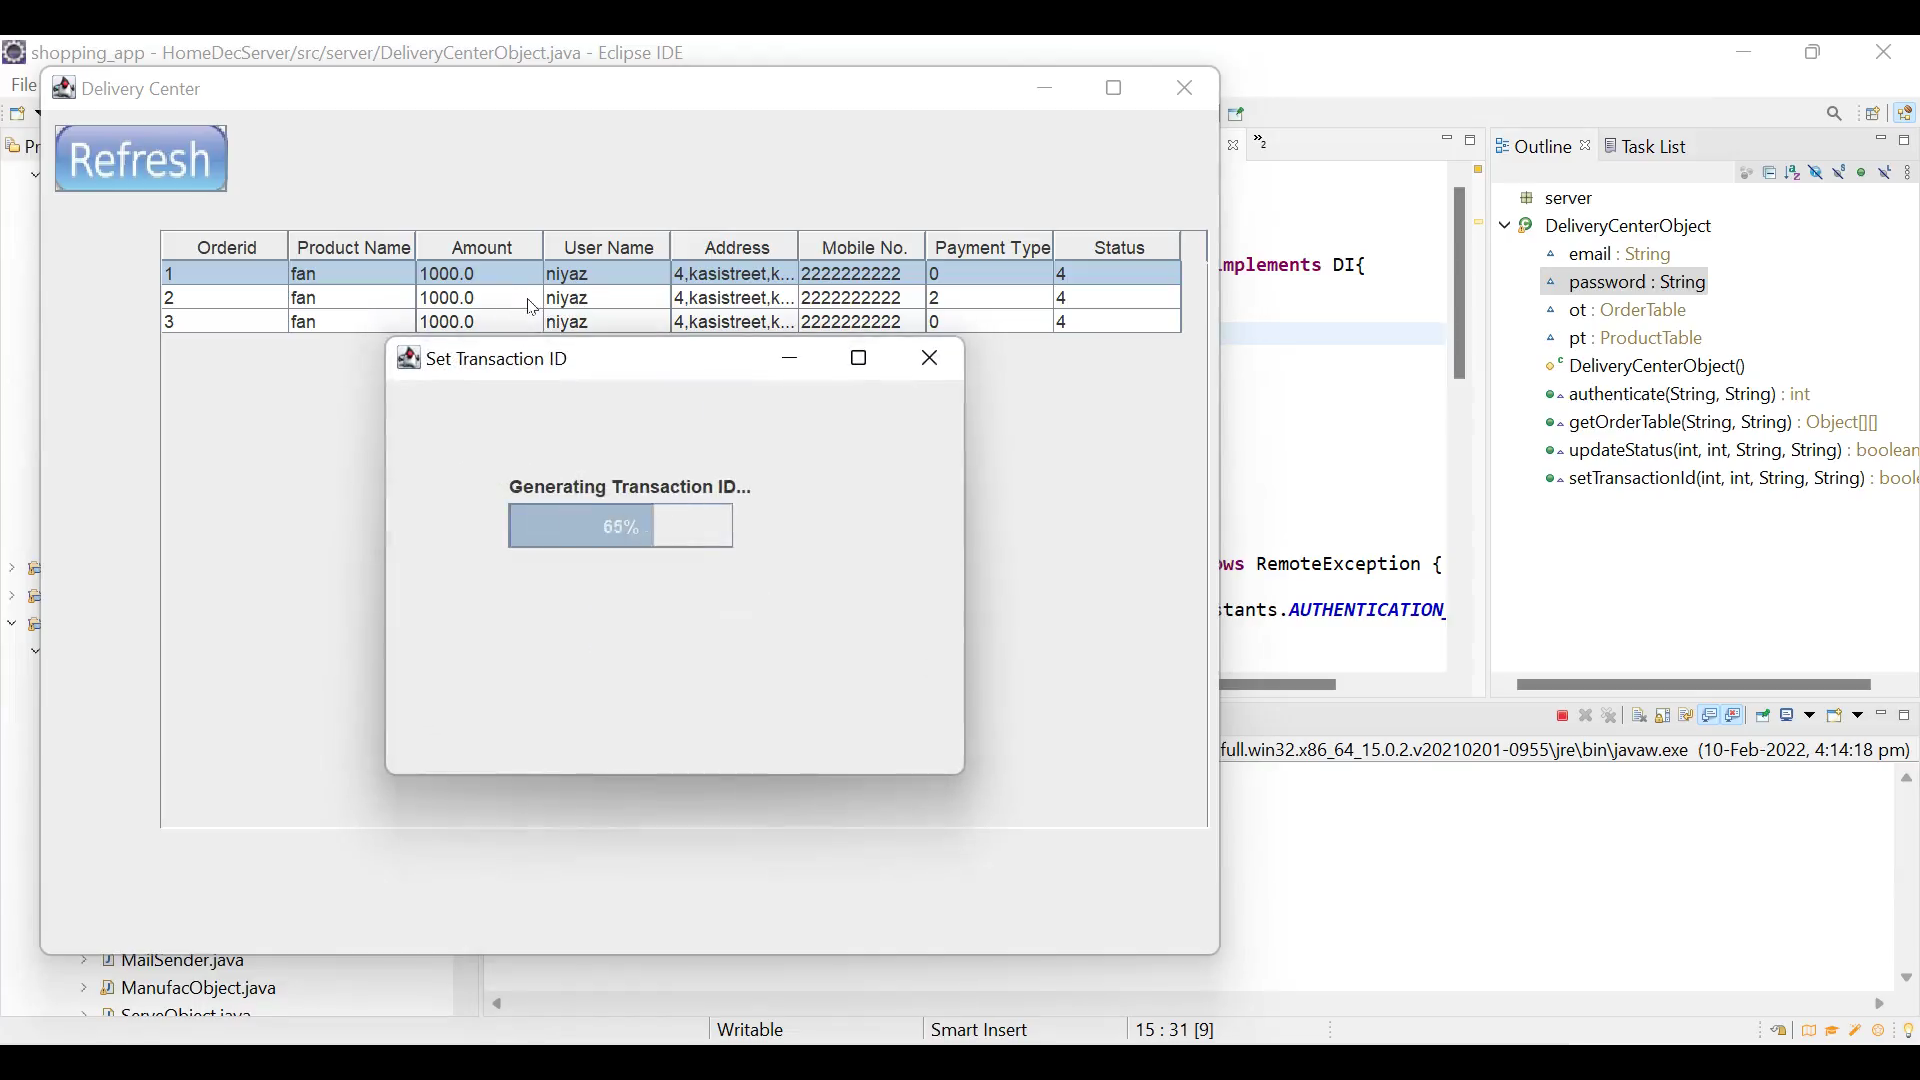 shopping_app - HomeDecServer/src/server/DeliveryCenterObject.java - Eclipse IDE
File
Delivery Center
Refresh
Orderid Product Name Amount User Name Address Mobile No. Payment Type Status
1 fan 1000.0 niyaz 4,kasistreet,k... 2222222222 0 4
2 fan 1000.0 niyaz 4,kasistreet,k... 2222222222 2 4
3 fan 1000.0 niyaz 4,kasistreet,k... 2222222222 0 4
Set Transaction ID
Generating Transaction ID...
65%
Pr
»2
mplements DI{
RemoteException {
stants.AUTHENTICATION_
Outline Task List
server
DeliveryCenterObject
email : String
password : String
ot : OrderTable
pt : ProductTable
DeliveryCenterObject()
authenticate(String, String) : int
getOrderTable(String, String) : Object[][]
updateStatus(int, int, String, String) : boolean
setTransactionId(int, int, String, String) : boole
full.win32.x86_64_15.0.2.v20210201-0955\jre\bin\javaw.exe (10-Feb-2022, 4:14:18 pm)
MailSender.java
ManufacObject.java
ServeObject.java
Writable Smart Insert 15 : 31 [9]